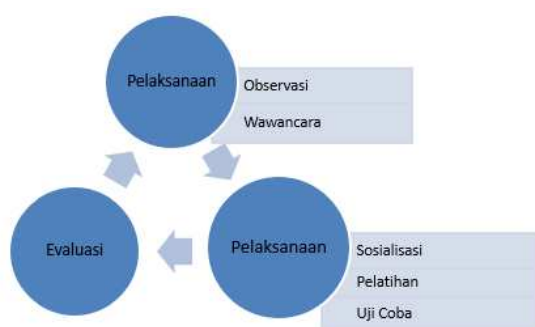 Pelaksanaan
Observasi
Wawancara
Pelaksanaan
Sosialisasi
Pelatihan
Uji Coba
Evaluasi